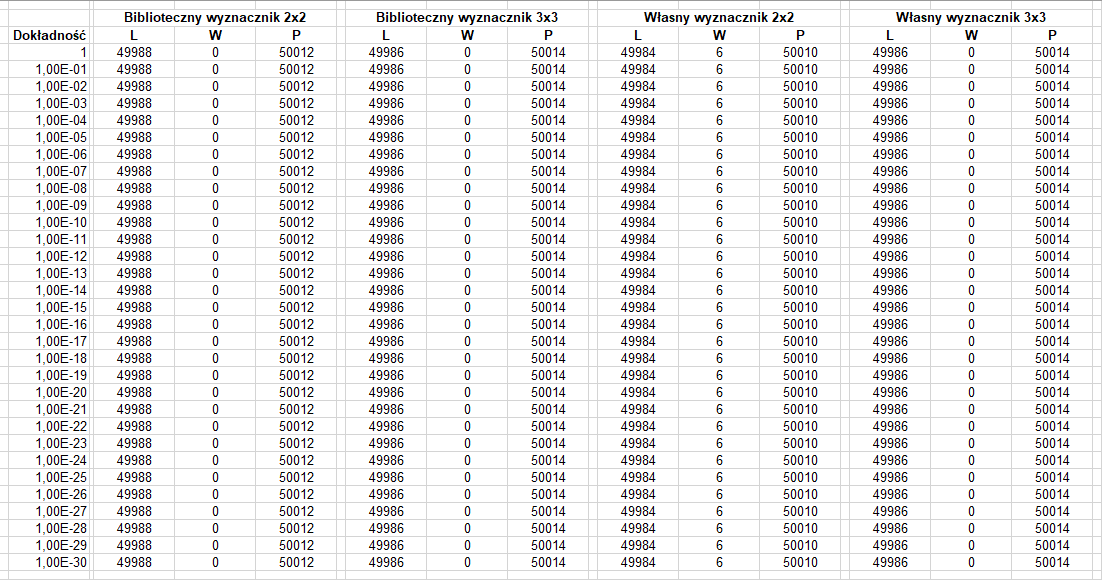 Biblioteczny wyznacznik 2x2 Biblioteczny wyznacznik 3x3 Własny wyznacznik 2x2 Własny wyznacznik 3x3
Dokładność L W P L W P L W P L W P
1 49988 0 50012 49986 0 50014 49984 6 50010 49986 0 50014
1,00E-01 49988 0 50012 49986 0 50014 49984 6 50010 49986 0 50014
1,00E-02 49988 0 50012 49986 0 50014 49984 6 50010 49986 0 50014
1,00E-03 49988 0 50012 49986 0 50014 49984 6 50010 49986 0 50014
1,00E-04 49988 0 50012 49986 0 50014 49984 6 50010 49986 0 50014
1,00E-05 49988 0 50012 49986 0 50014 49984 6 50010 49986 0 50014
1,00E-06 49988 0 50012 49986 0 50014 49984 6 50010 49986 0 50014
1,00E-07 49988 0 50012 49986 0 50014 49984 6 50010 49986 0 50014
1,00E-08 49988 0 50012 49986 0 50014 49984 6 50010 49986 0 50014
1,00E-09 49988 0 50012 49986 0 50014 49984 6 50010 49986 0 50014
1,00E-10 49988 0 50012 49986 0 50014 49984 6 50010 49986 0 50014
1,00E-11 49988 0 50012 49986 0 50014 49984 6 50010 49986 0 50014
1,00E-12 49988 0 50012 49986 0 50014 49984 6 50010 49986 0 50014
1,00E-13 49988 0 50012 49986 0 50014 49984 6 50010 49986 0 50014
1,00E-14 49988 0 50012 49986 0 50014 49984 6 50010 49986 0 50014
1,00E-15 49988 0 50012 49986 0 50014 49984 6 50010 49986 0 50014
1,00E-16 49988 0 50012 49986 0 50014 49984 6 50010 49986 0 50014
1,00E-17 49988 0 50012 49986 0 50014 49984 6 50010 49986 0 50014
1,00E-18 49988 0 50012 49986 0 50014 49984 6 50010 49986 0 50014
1,00E-19 49988 0 50012 49986 0 50014 49984 6 50010 49986 0 50014
1,00E-20 49988 0 50012 49986 0 50014 49984 6 50010 49986 0 50014
1,00E-21 49988 0 50012 49986 0 50014 49984 6 50010 49986 0 50014
1,00E-22 49988 0 50012 49986 0 50014 49984 6 50010 49986 0 50014
1,00E-23 49988 0 50012 49986 0 50014 49984 6 50010 49986 0 50014
1,00E-24 49988 0 50012 49986 0 50014 49984 6 50010 49986 0 50014
1,00E-25 49988 0 50012 49986 0 50014 49984 6 50010 49986 0 50014
1,00E-26 49988 0 50012 49986 0 50014 49984 6 50010 49986 0 50014
1,00E-27 49988 0 50012 49986 0 50014 49984 6 50010 49986 0 50014
1,00E-28 49988 0 50012 49986 0 50014 49984 6 50010 49986 0 50014
1,00E-29 49988 0 50012 49986 0 50014 49984 6 50010 49986 0 50014
1,00E-30 49988 0 50012 49986 0 50014 49984 6 50010 49986 0 50014